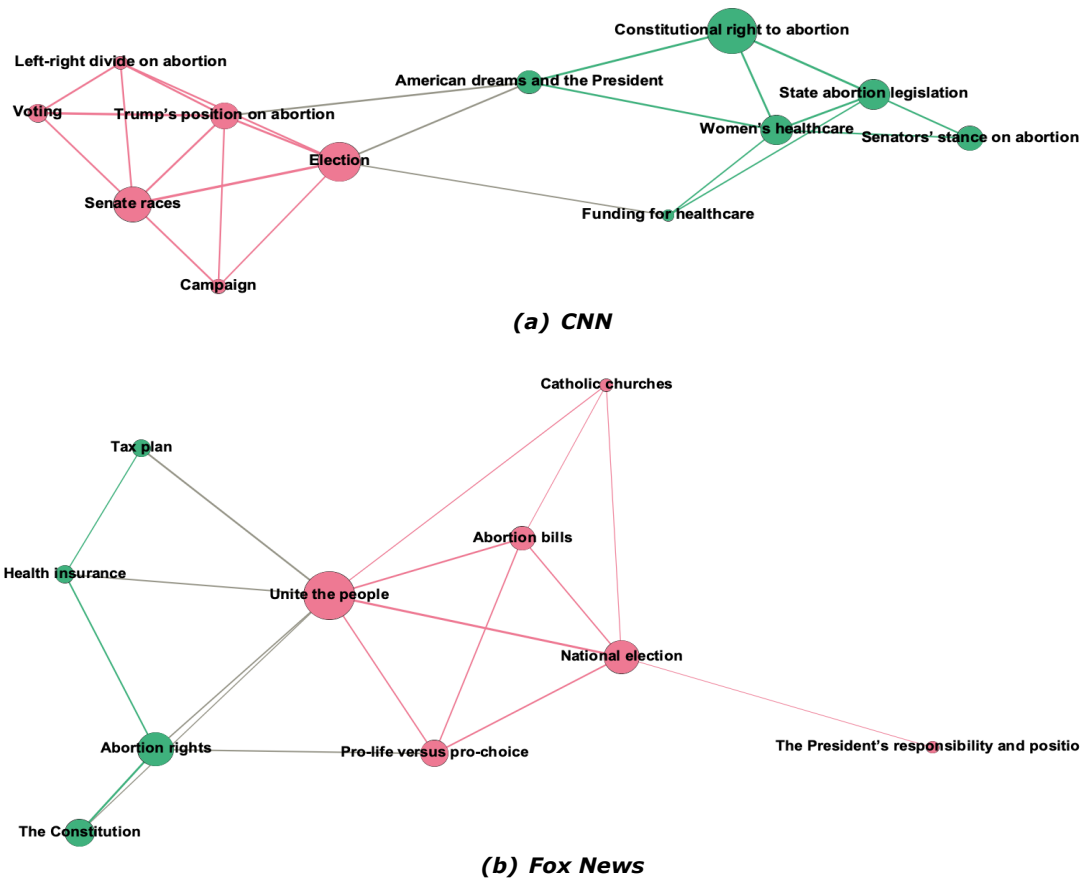 Constitutional right to abortion
Left-right divide on abortion
American dreams and the President
State abortion legislation
Voting
Trump's position on abortion
Women's healthcare
Senators' stance on abortion
Election
Senate races
Funding for healthcare
Campaign
(a) CNN
Catholic churches
Tax plan
Abortion bills
Health insurance
Unite the people
National election
Abortion rights
Pro-life versus pro-choice
The President's responsibility and positio
The Constitution
(b) Fox News